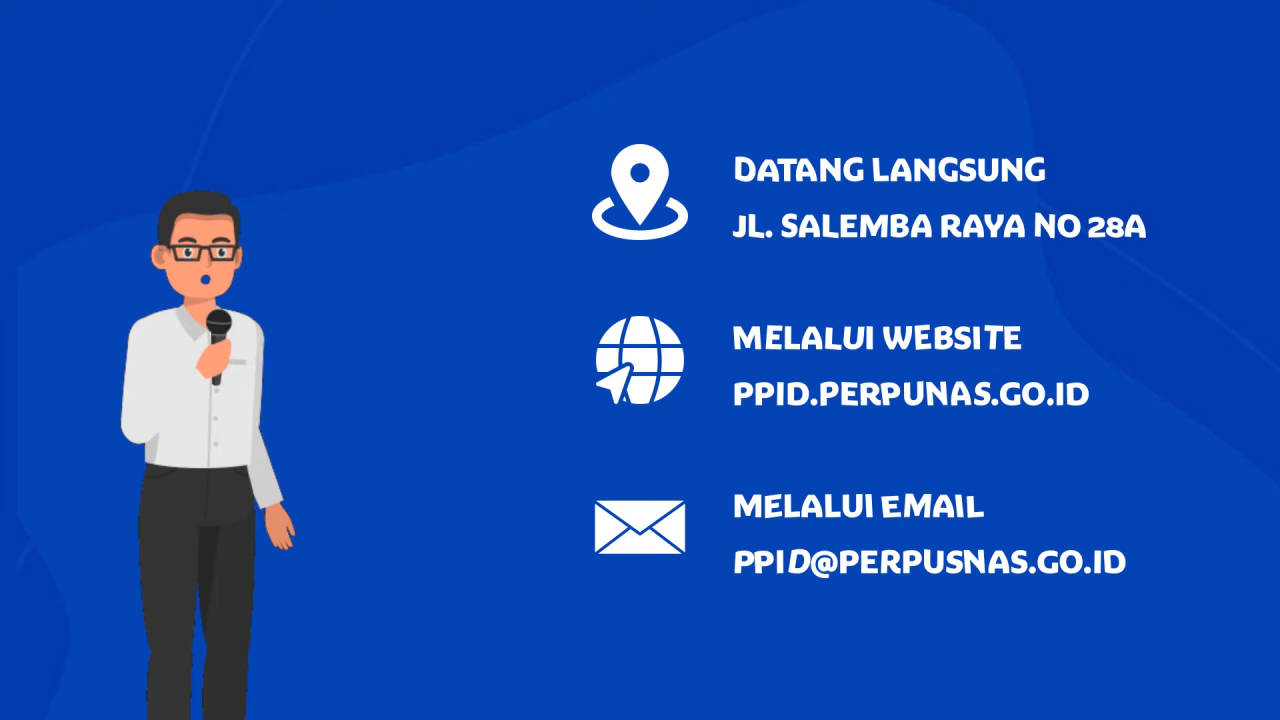 DATANG LANGSUNG
JL. SALEMBA RAYA NO 28A
MELALUI WEBSITE
PPID.PERPUNAS.GO.ID
MELALUI EMAIL
PPID@PERPUSNAS.GO.ID